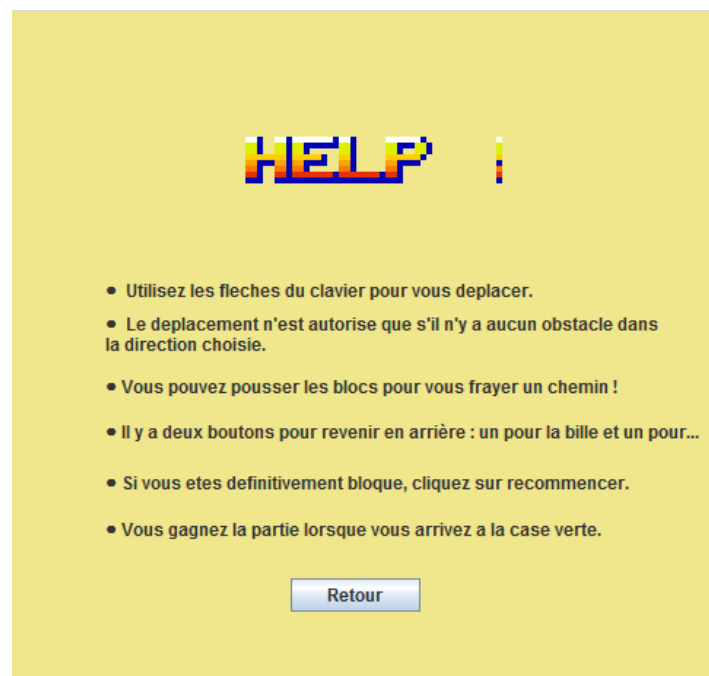 HELP !
• Utilisez les fleches du clavier pour vous deplacer.
• Le deplacement n'est autorise que s'il n'y a aucun obstacle dans
la direction choisie.
• Vous pouvez pousser les blocs pour vous frayer un chemin !
• Il y a deux boutons pour revenir en arrière : un pour la bille et un pour...
• Si vous etes definitivement bloque, cliquez sur recommencer.
• Vous gagnez la partie lorsque vous arrivez a la case verte.
Retour